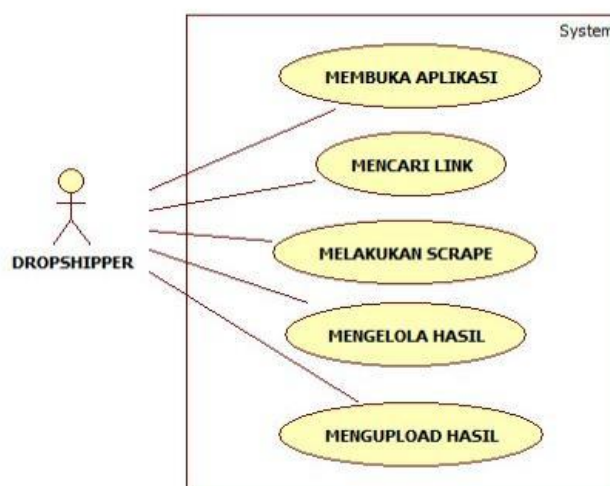 System
MEMBUKA APLIKASI
MENCARI LINK
MELAKUKAN SCRAPE
DROPSHIPPER
MENGELOLA HASIL
MENGUPLOAD HASIL